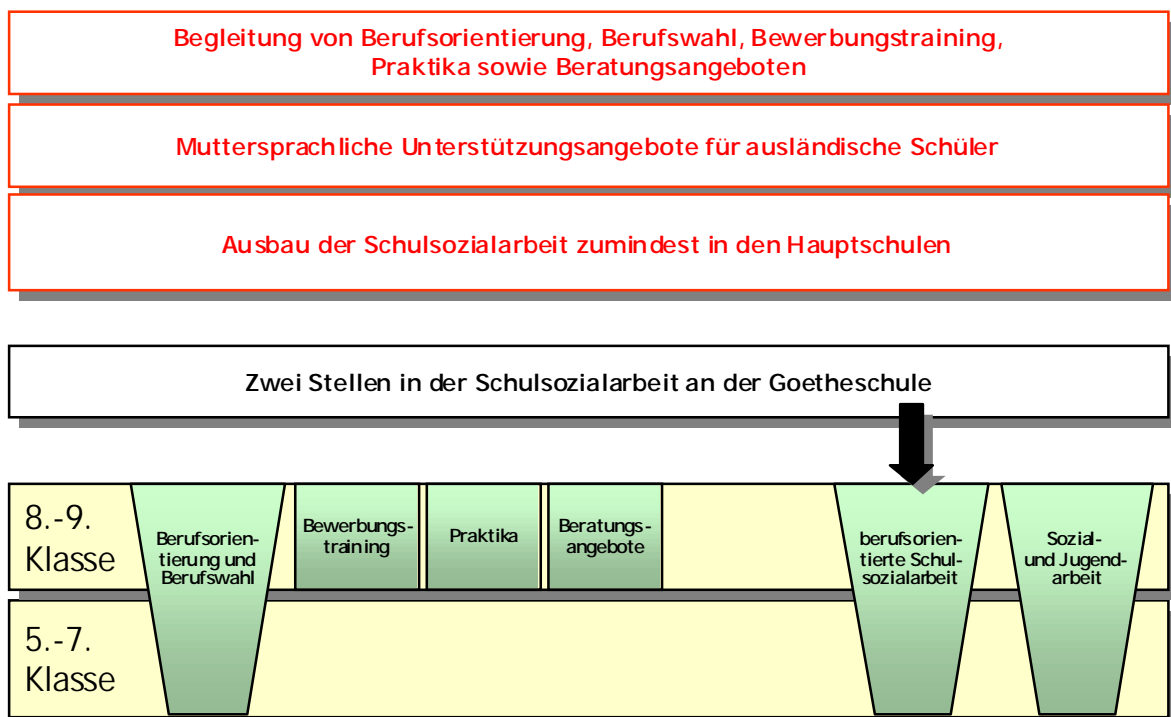 Begleitung von Berufsorientierung, Berufswahl, Bewerbungstraining,
Praktika sowie Beratungsangeboten
Muttersprachliche Unterstützungsangebote für ausländische Schüler
Ausbau der Schulsozialarbeit zumindest in den Hauptschulen
Zwei Stellen in der Schulsozialarbeit an der Goetheschule
8.-9.
Klasse
Berufsorien-
tierung und
Berufswahl
Bewerbungs-
training
Praktika
Beratungs-
angebote
berufsorien-
tierte Schul-
sozialarbeit
Sozial-
und Jugend-
arbeit
5.-7.
Klasse